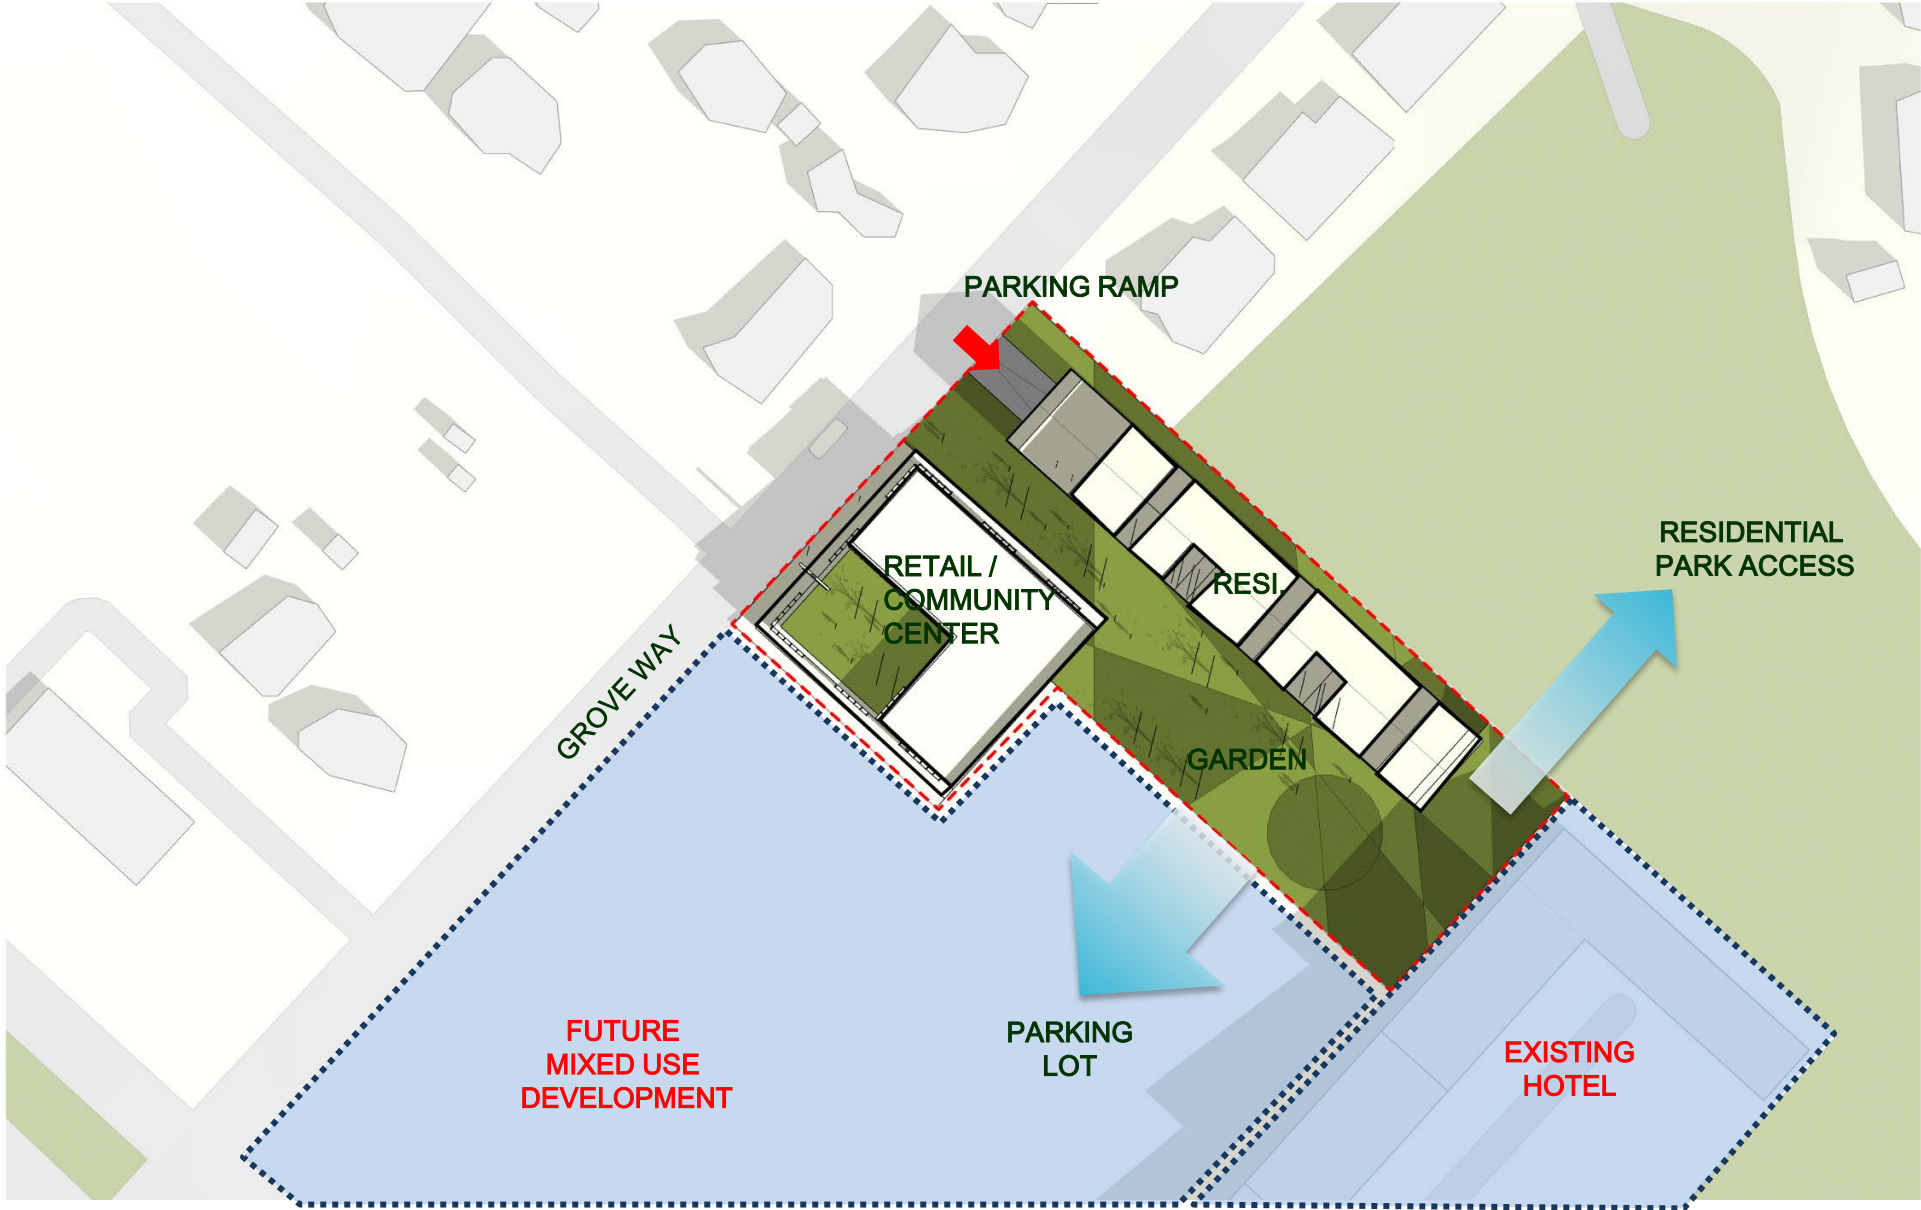 PARKING RAMP
RESIDENTIAL
PARK ACCESS
RETAIL /
COMMUNITY
CENTER
RESI.
GROVE WAY
GARDEN
FUTURE
MIXED USE
DEVELOPMENT
PARKING
LOT
EXISTING
HOTEL